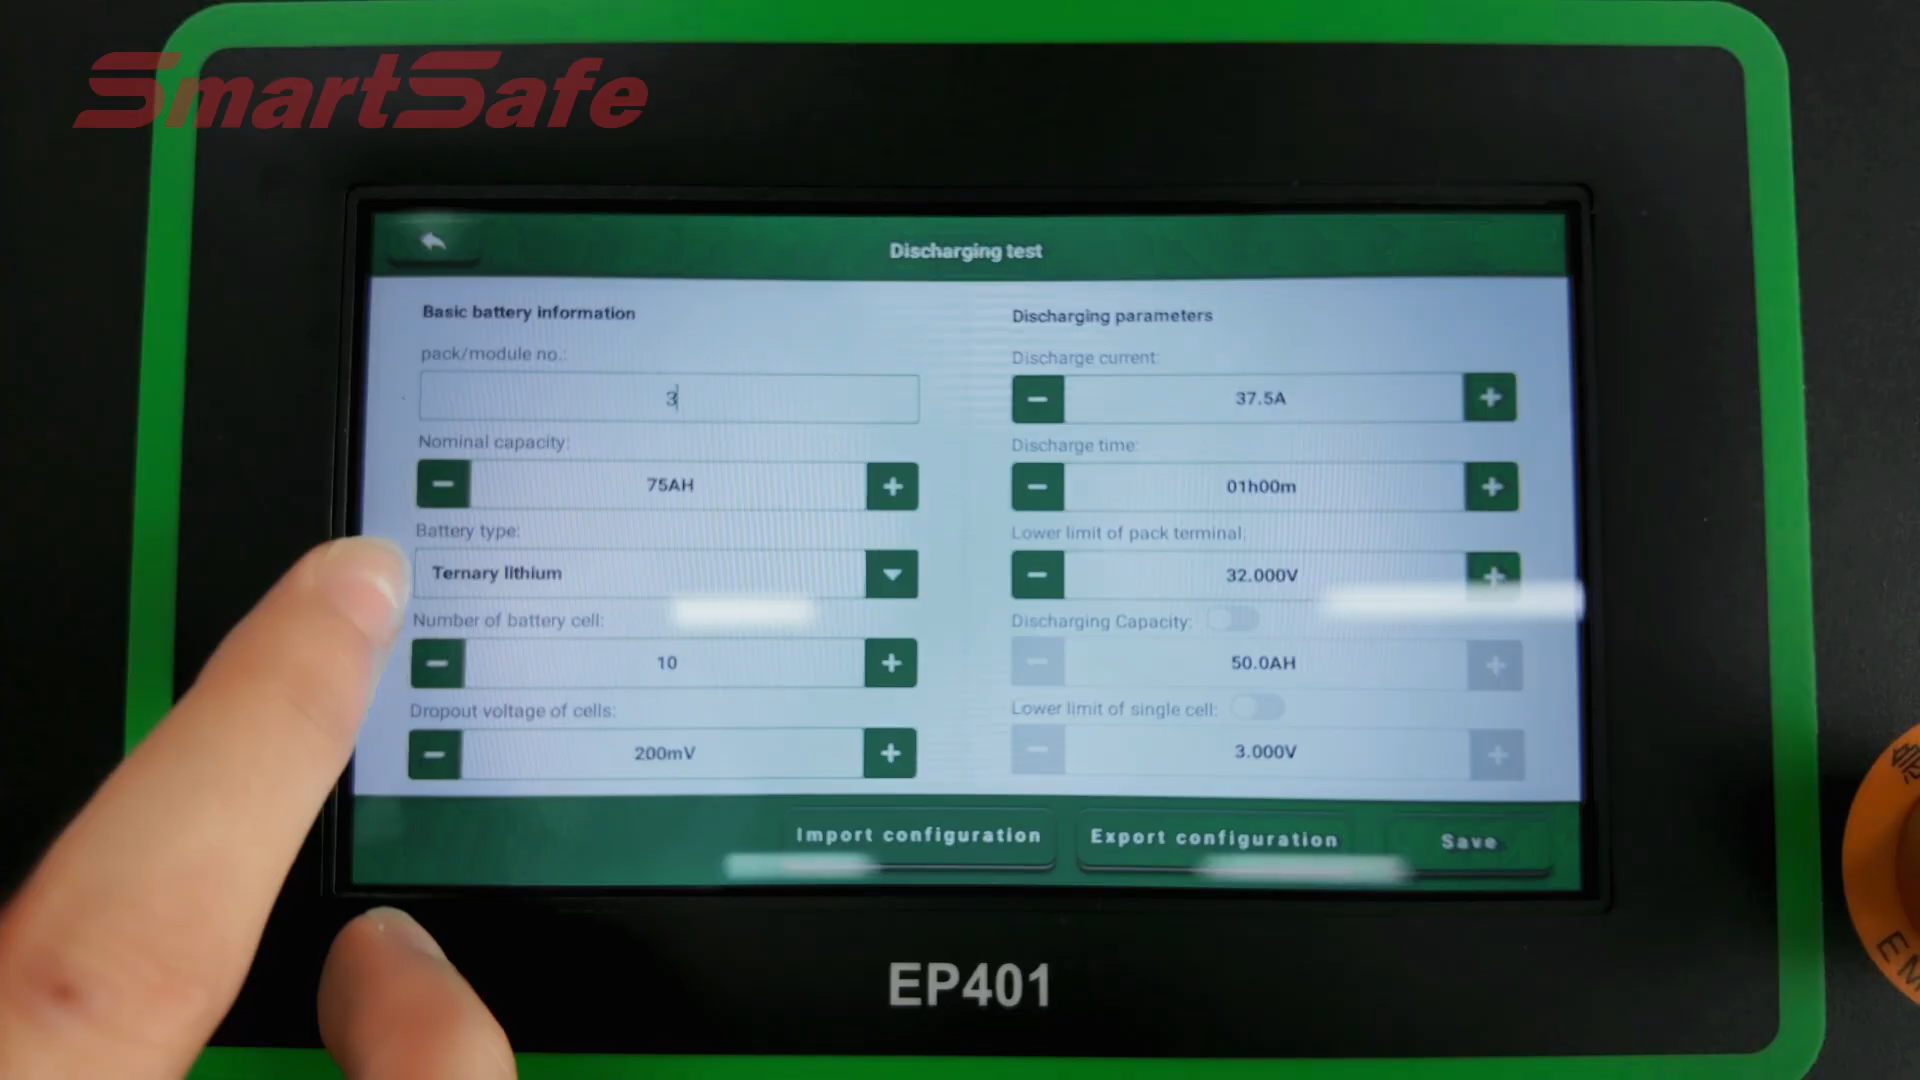 SmartSafe
Discharging test
Basic battery information
pack/module no.:
3
Nominal capacity:
75AH
Battery type:
Ternary lithium
Number of battery cell:
10
Dropout voltage of cells:
200mV
Discharging parameters
Discharge current:
37.5A
Discharge time:
01h00m
Lower limit of pack terminal:
32.000V
Discharging Capacity:
50.0AH
Lower limit of single cell:
3.000V
Import configuration
Export configuration
Save
EP401
急
EM